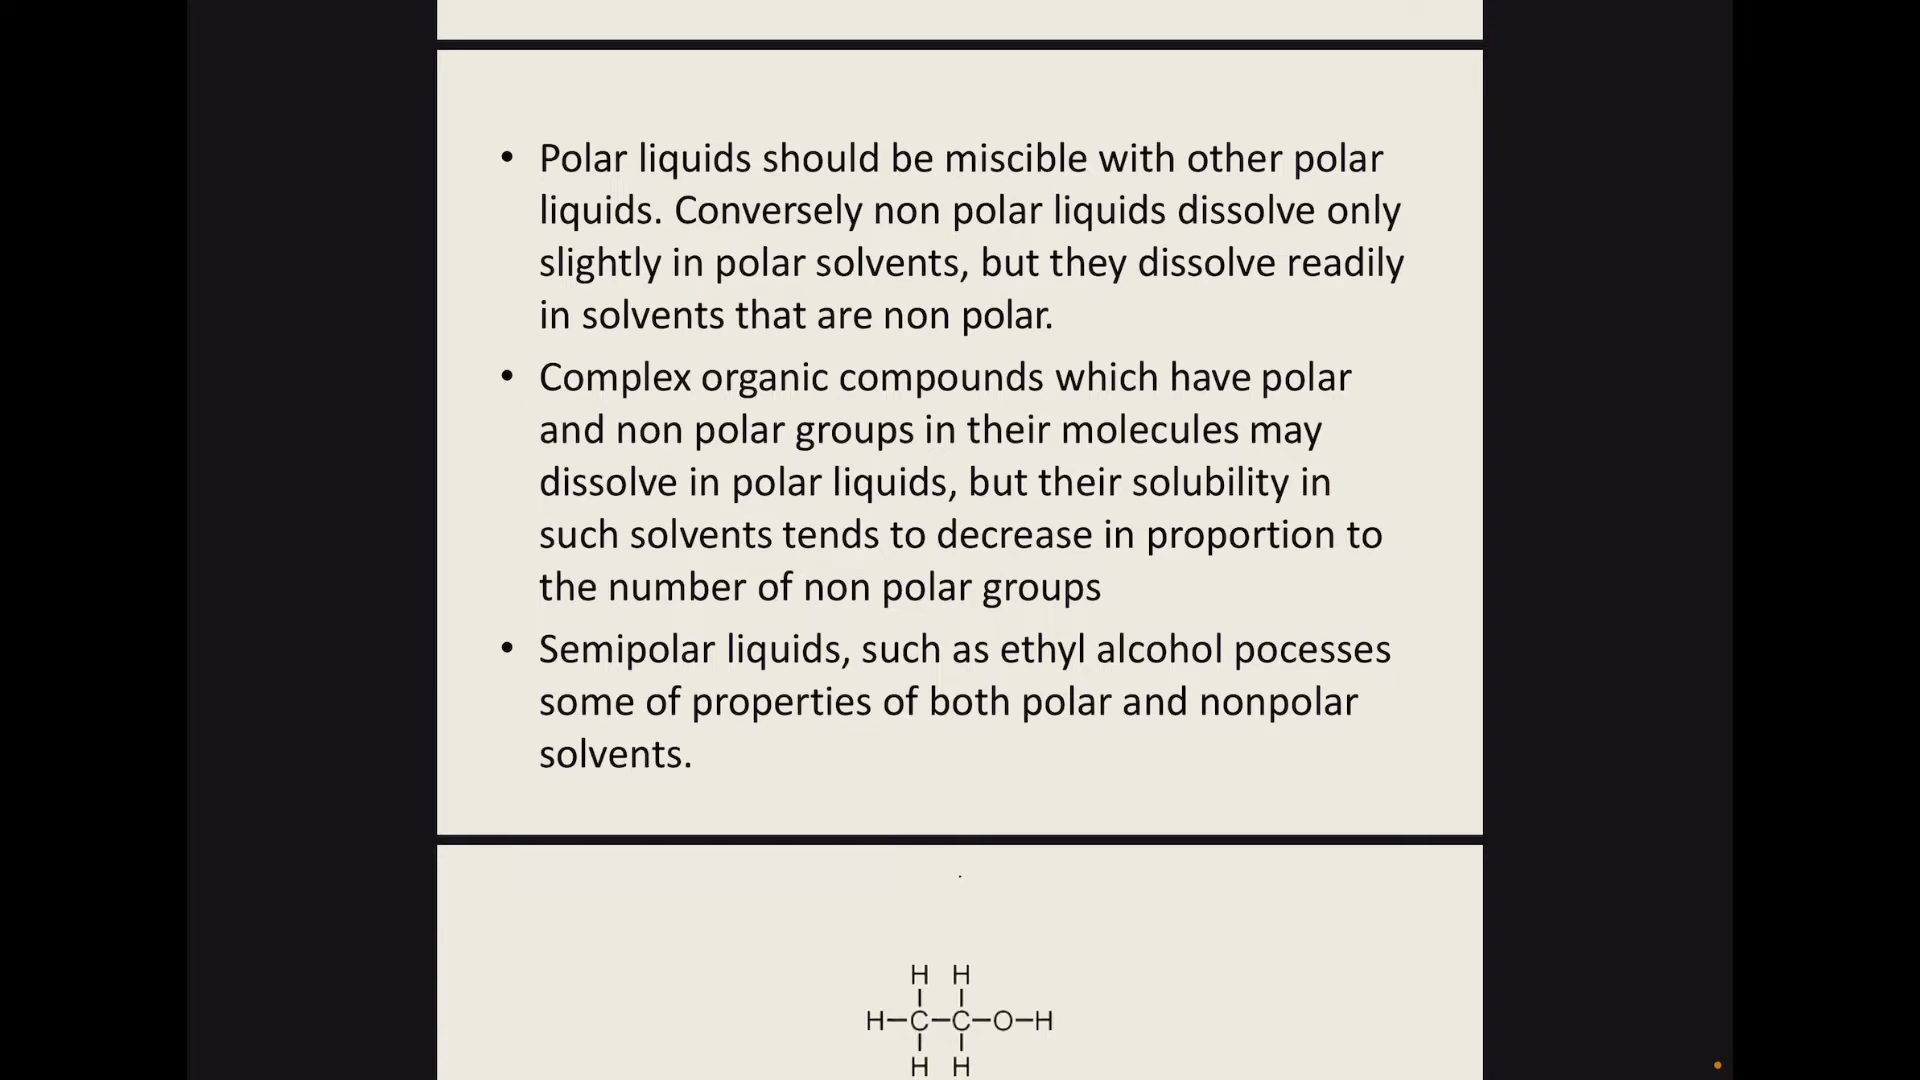 • Polar liquids should be miscible with other polar
liquids. Conversely non polar liquids dissolve only
slightly in polar solvents, but they dissolve readily
in solvents that are non polar.
• Complex organic compounds which have polar
and non polar groups in their molecules may
dissolve in polar liquids, but their solubility in
such solvents tends to decrease in proportion to
the number of non polar groups
• Semipolar liquids, such as ethyl alcohol pocesses
some of properties of both polar and nonpolar
solvents.
.
H H
H–C–C–O–H
H H